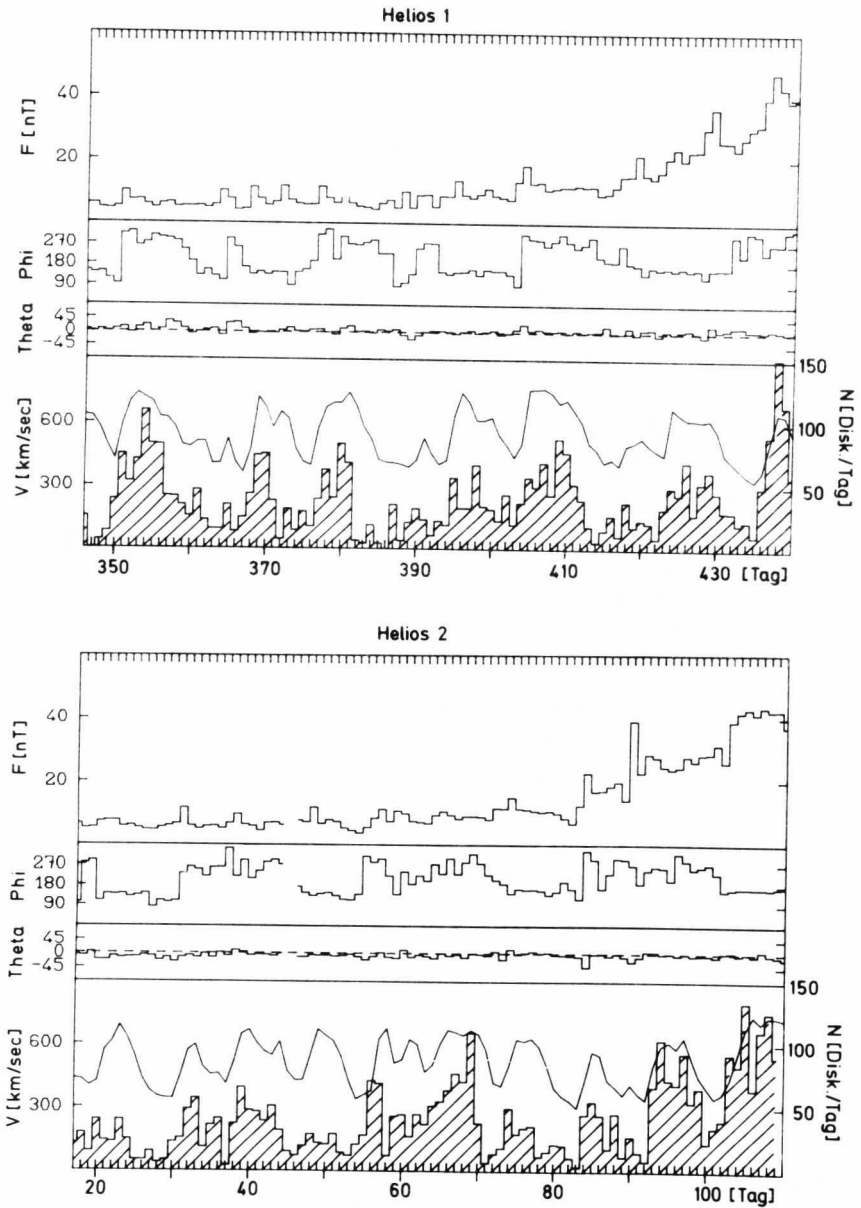 Helios 1
F [nT]
40
20
Phi
270
180
90
Theta
45
0
-45
V [km/sec]
600
300
N [Disk./Tag]
150
100
50
350 370 390 410 430 [Tag]
Helios 2
F [nT]
40
20
Phi
270
180
90
Theta
45
0
-45
V [km/sec]
600
300
N [Disk./Tag]
150
100
50
20 40 60 80 100 [Tag]